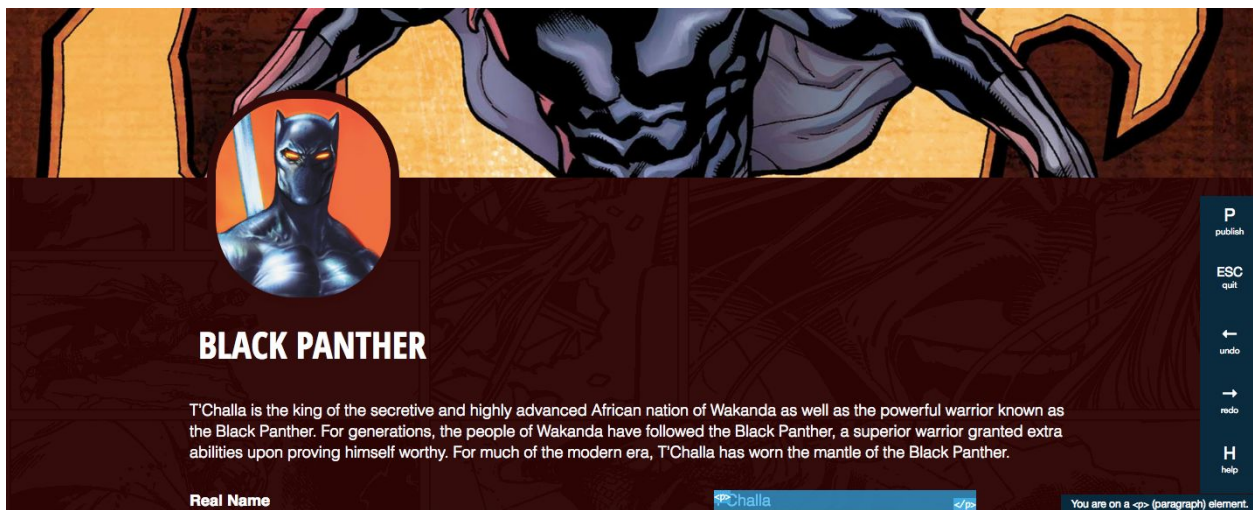 BLACK PANTHER
T'Challa is the king of the secretive and highly advanced African nation of Wakanda as well as the powerful warrior known as
the Black Panther. For generations, the people of Wakanda have followed the Black Panther, a superior warrior granted extra
abilities upon proving himself worthy. For much of the modern era, T'Challa has worn the mantle of the Black Panther.
Real Name
<p> Challa </p>
P
publish
ESC
quit
←
undo
→
redo
H
help
You are on a <p> (paragraph) element.